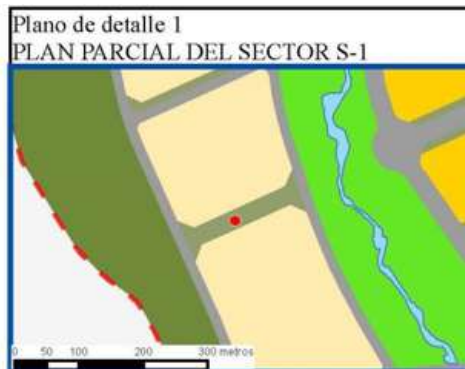 Plano de detalle 1
PLAN PARCIAL DEL SECTOR S-1
0 50 100 200 300 metros